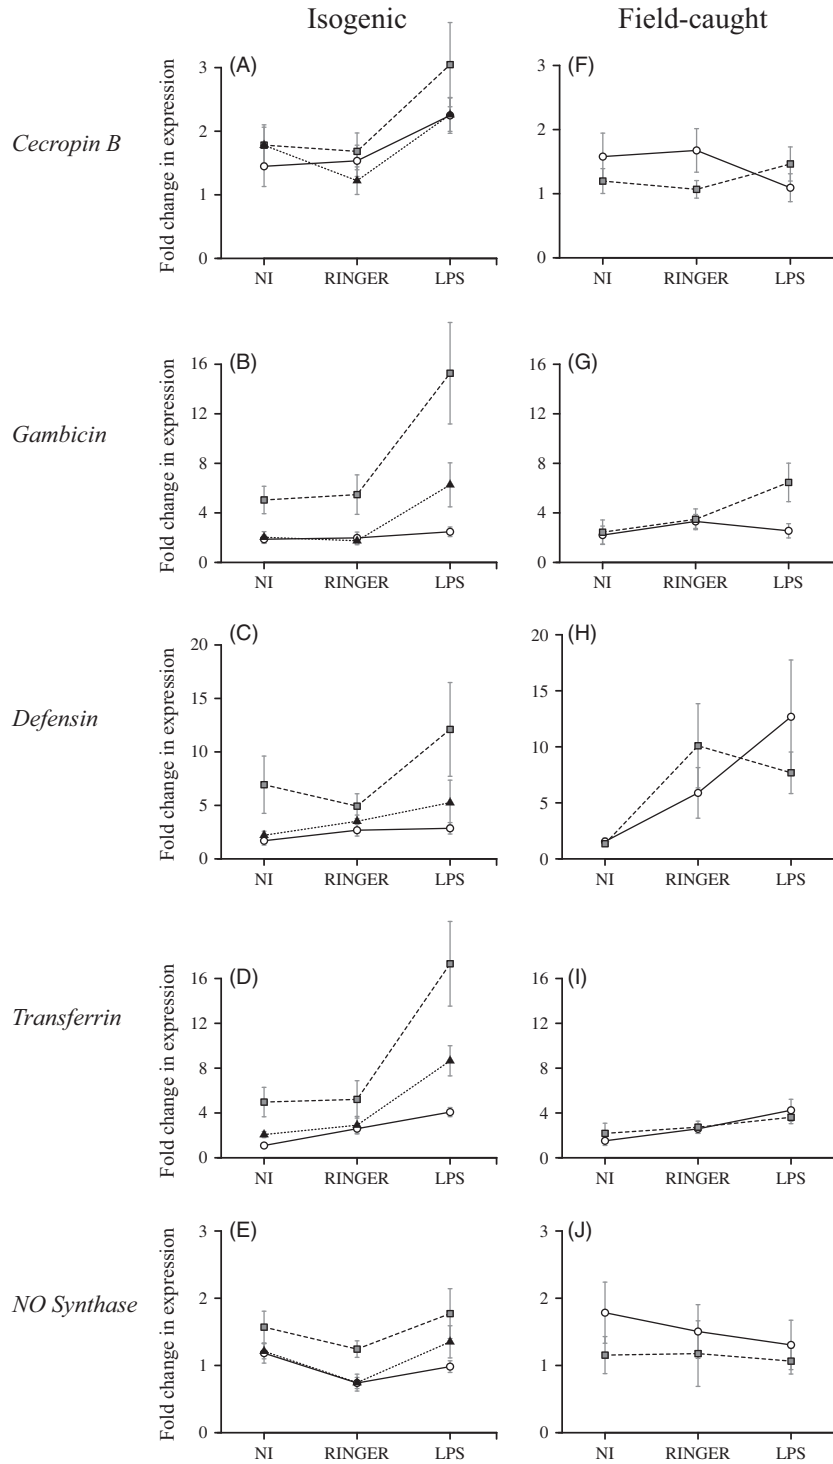 Isogenic Field-caught
Cecropin B
Fold change in expression
(A)
3
2
1
0
NI RINGER LPS
(F)
3
2
1
0
NI RINGER LPS
Gambicin
Fold change in expression
(B)
16
12
8
4
0
NI RINGER LPS
(G)
16
12
8
4
0
NI RINGER LPS
Defensin
Fold change in expression
(C)
20
15
10
5
0
NI RINGER LPS
(H)
20
15
10
5
0
NI RINGER LPS
Transferrin
Fold change in expression
(D)
16
12
8
4
0
NI RINGER LPS
(I)
16
12
8
4
0
NI RINGER LPS
NO Synthase
Fold change in expression
(E)
3
2
1
0
NI RINGER LPS
(J)
3
2
1
0
NI RINGER LPS